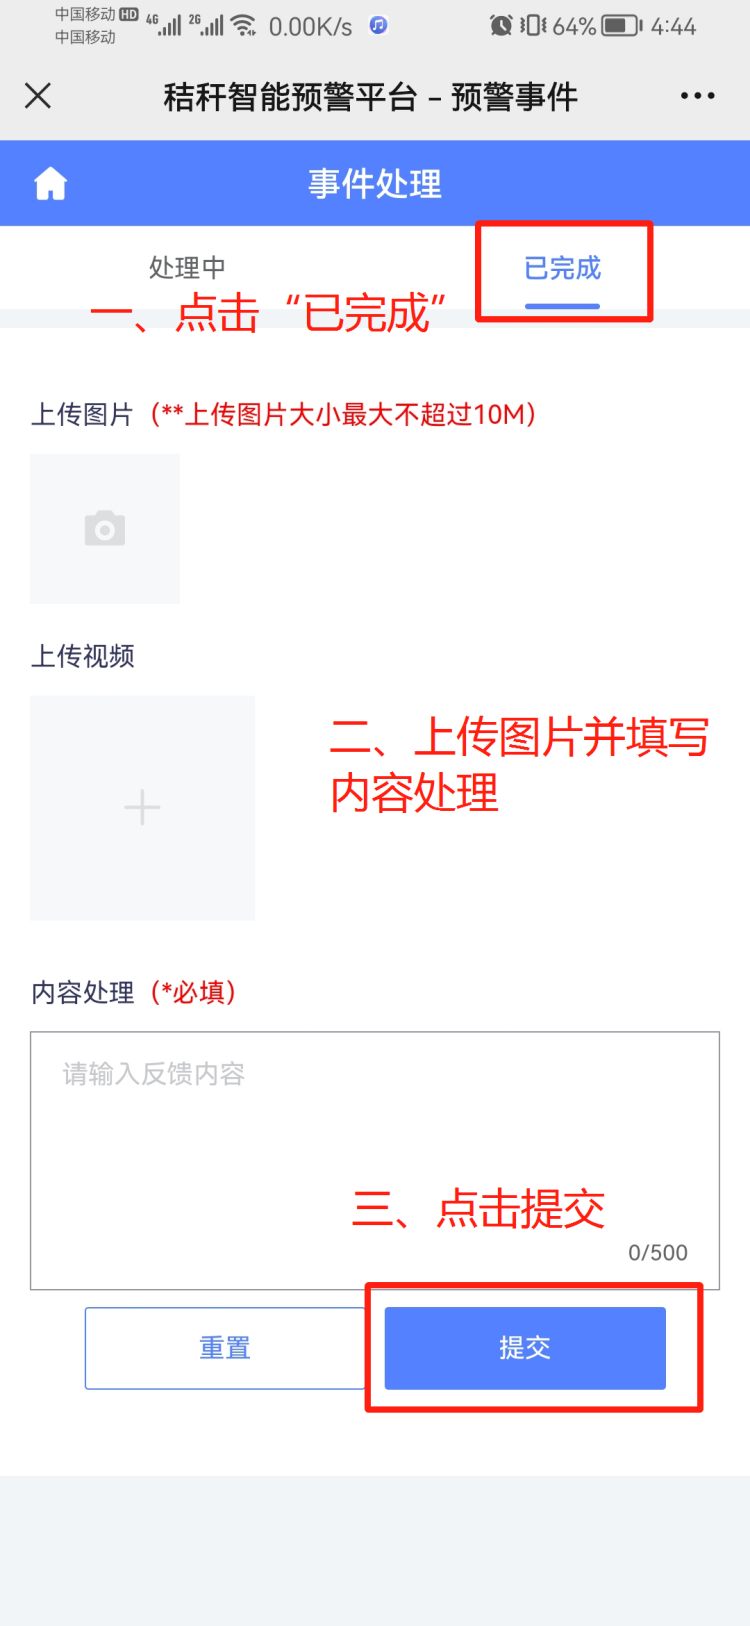 中国移动 HD 4G 2G 0.00K/s 64% 4:44
中国移动
秸秆智能预警平台 – 预警事件
事件处理
处理中 已完成
一、点击“已完成”
上传图片（**上传图片大小最大不超过10M）
上传视频
二、上传图片并填写
内容处理
内容处理（*必填）
请输入反馈内容
三、点击提交
0/500
重置 提交